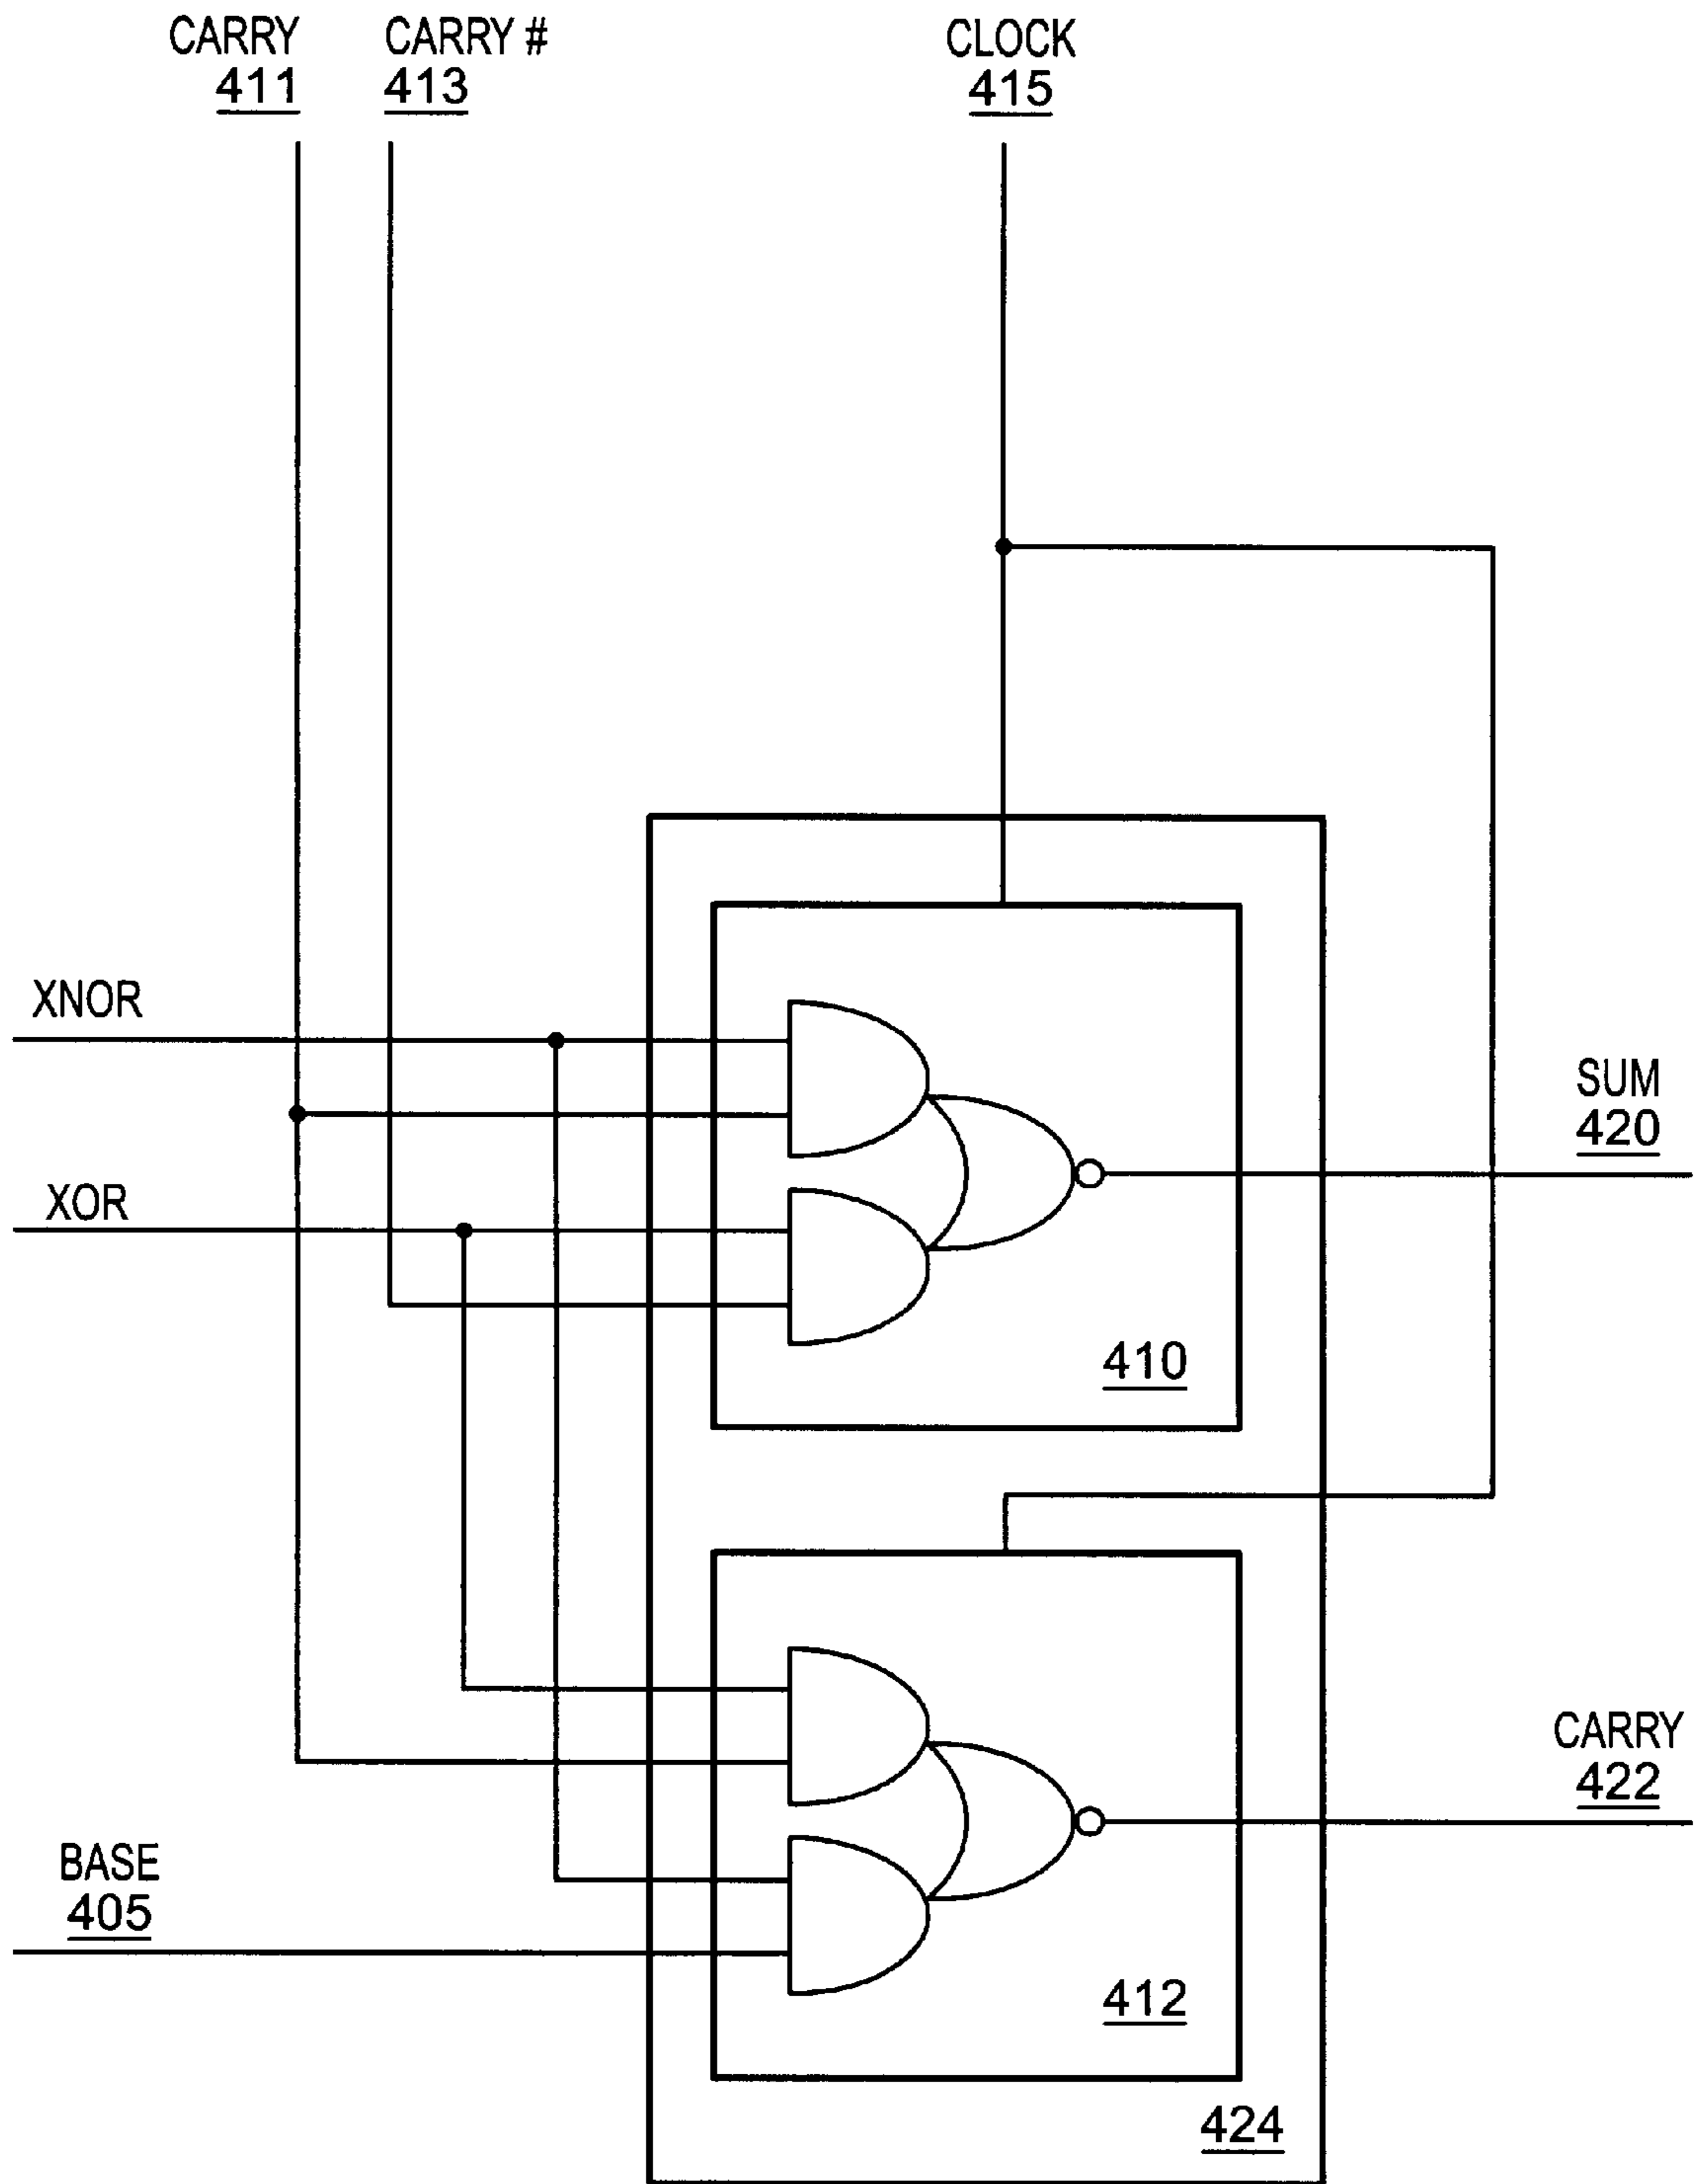 CARRY
411
CARRY #
413
CLOCK
415
XNOR
XOR
SUM
420
410
CARRY
422
BASE
405
412
424